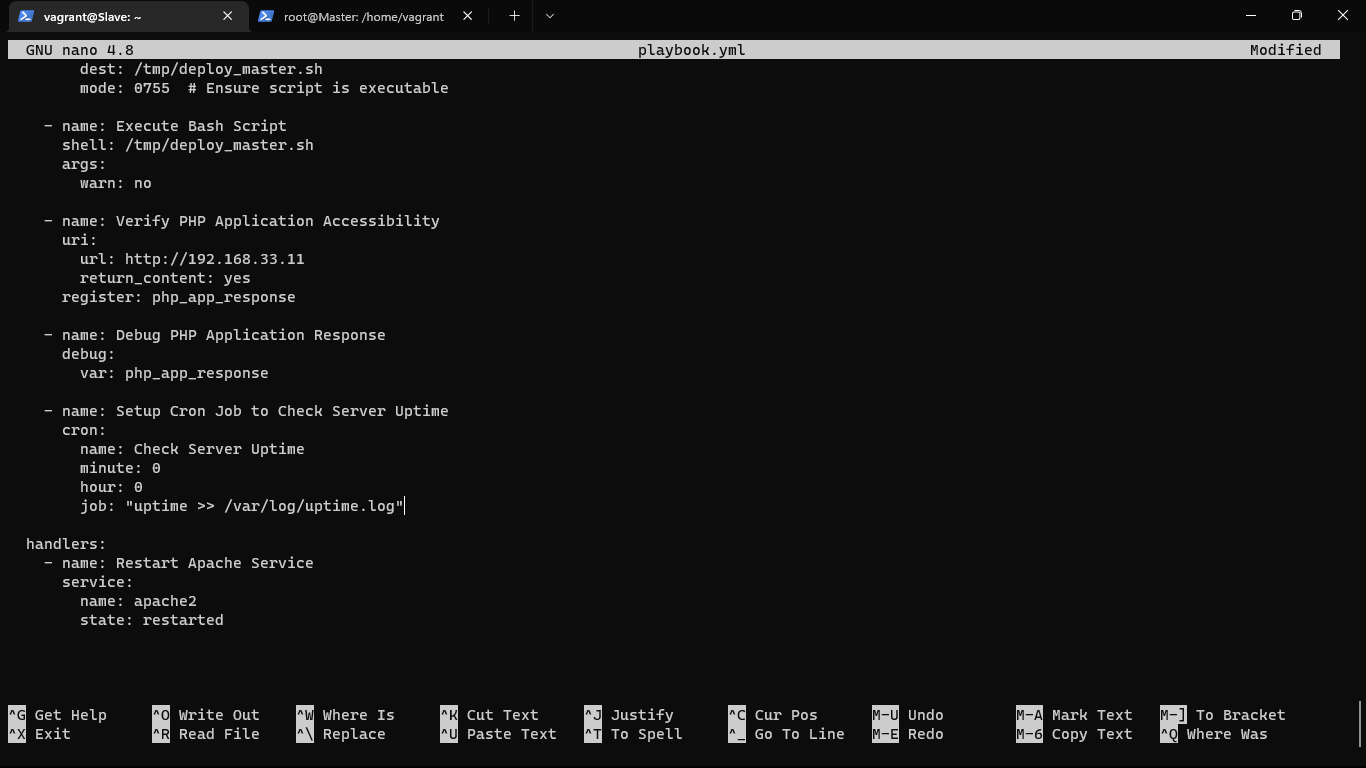 vagrant@Slave: ~
root@Master: /home/vagrant
GNU nano 4.8 playbook.yml Modified
dest: /tmp/deploy_master.sh
mode: 0755 # Ensure script is executable
- name: Execute Bash Script
shell: /tmp/deploy_master.sh
args:
warn: no
- name: Verify PHP Application Accessibility
uri:
url: http://192.168.33.11
return_content: yes
register: php_app_response
- name: Debug PHP Application Response
debug:
var: php_app_response
- name: Setup Cron Job to Check Server Uptime
cron:
name: Check Server Uptime
minute: 0
hour: 0
job: "uptime >> /var/log/uptime.log"
handlers:
- name: Restart Apache Service
service:
name: apache2
state: restarted
^G Get Help ^O Write Out ^W Where Is ^K Cut Text ^J Justify ^C Cur Pos M-U Undo M-A Mark Text M-] To Bracket
^X Exit ^R Read File ^\ Replace ^U Paste Text ^T To Spell ^_ Go To Line M-E Redo M-6 Copy Text ^Q Where Was